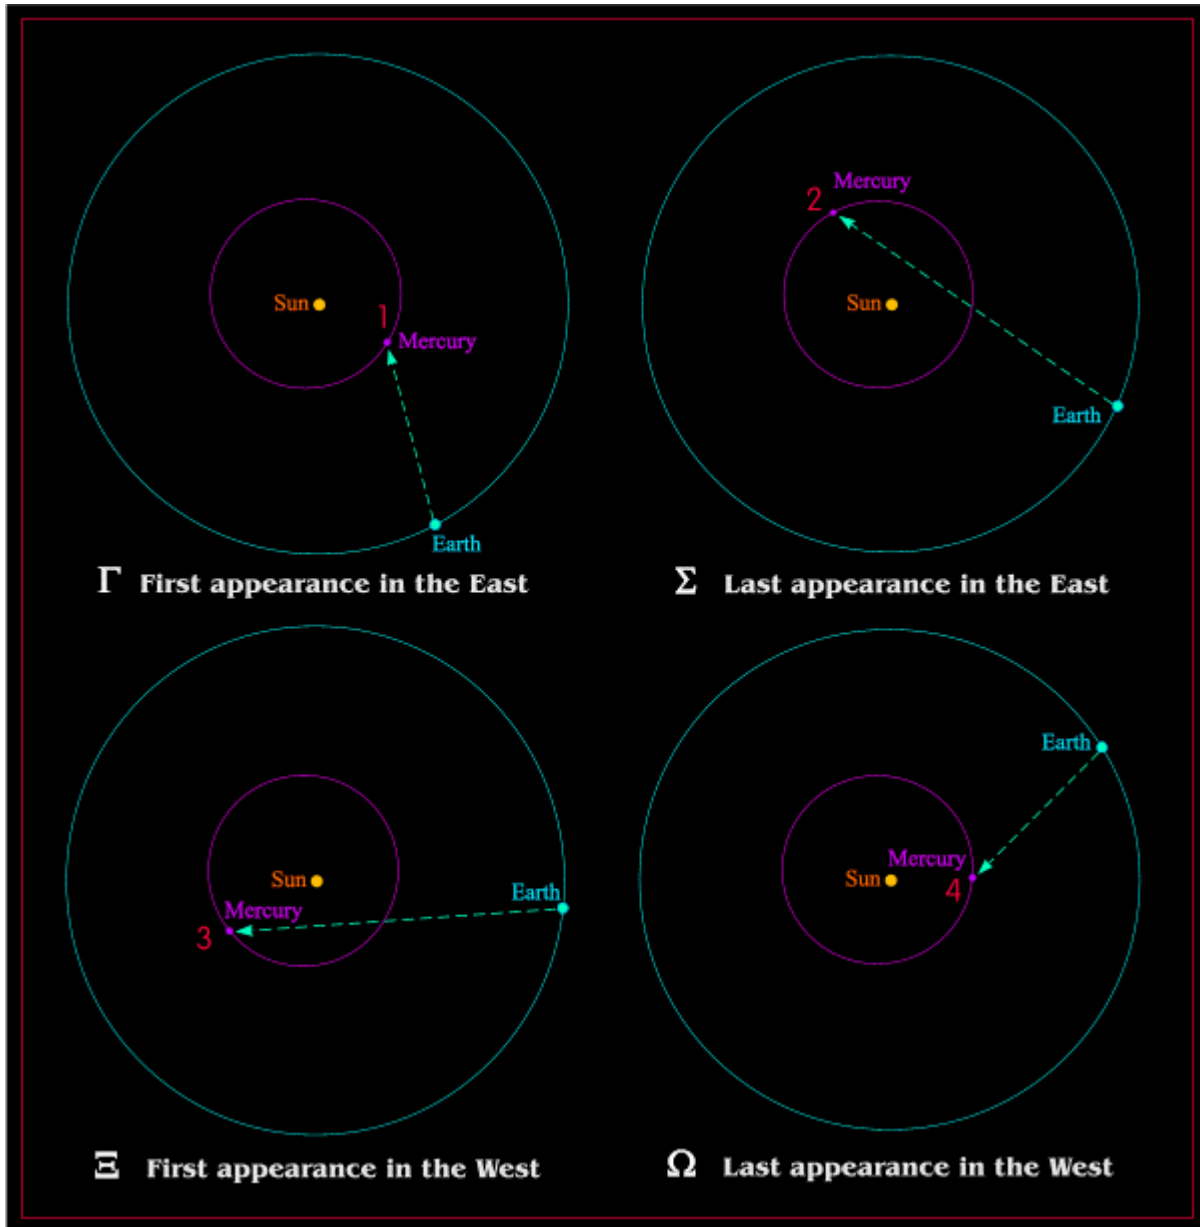 Sun
1
Mercury
Earth
Γ First appearance in the East
Mercury
2
Sun
Earth
Σ Last appearance in the East
Sun
Earth
Mercury
3
Ξ First appearance in the West
Earth
Mercury
Sun
4
Ω Last appearance in the West